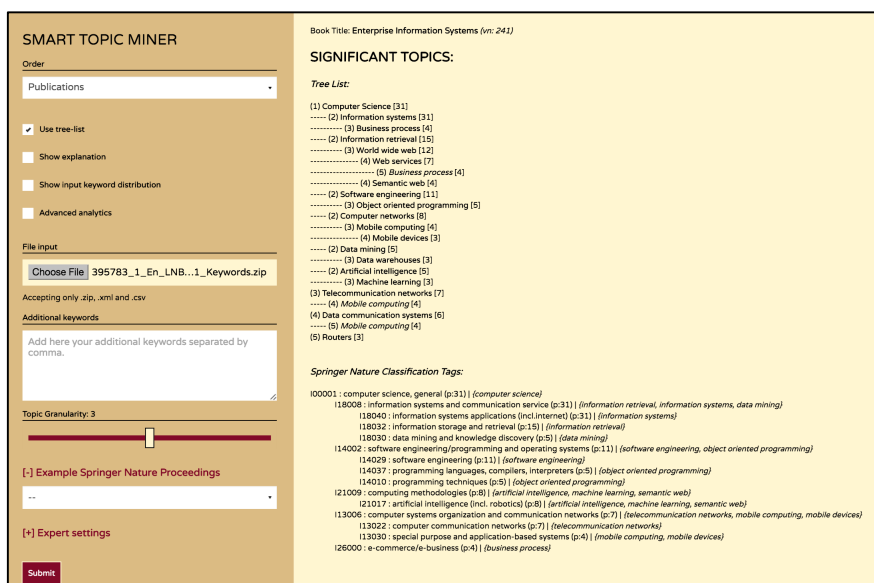 SMART TOPIC MINER
Order
Publications
Use tree-list
Show explanation
Show input keyword distribution
Advanced analytics
File input
Choose File 395783_1_En_LNB...1_Keywords.zip
Accepting only .zip, .xml and .csv
Additional keywords
Add here your additional keywords separated by
comma.
Topic Granularity: 3
[-] Example Springer Nature Proceedings
--
[+] Expert settings
Submit
Book Title: Enterprise Information Systems (vn: 241)
SIGNIFICANT TOPICS:
Tree List:
(1) Computer Science [31]
----- (2) Information systems [31]
---------- (3) Business process [4]
----- (2) Information retrieval [15]
---------- (3) World wide web [12]
--------------- (4) Web services [7]
-------------------- (5) Business process [4]
--------------- (4) Semantic web [4]
----- (2) Software engineering [11]
---------- (3) Object oriented programming [5]
----- (2) Computer networks [8]
---------- (3) Mobile computing [4]
--------------- (4) Mobile devices [3]
----- (2) Data mining [5]
---------- (3) Data warehouses [3]
----- (2) Artificial intelligence [5]
---------- (3) Machine learning [3]
(3) Telecommunication networks [7]
----- (4) Mobile computing [4]
(4) Data communication systems [6]
----- (5) Mobile computing [4]
(5) Routers [3]
Springer Nature Classification Tags:
I00001 : computer science, general (p:31) | {computer science}
I18008 : information systems and communication service (p:31) | {information retrieval, information systems, data mining}
I18040 : information systems applications (incl.internet) (p:31) | {information systems}
I18032 : information storage and retrieval (p:15) | {information retrieval}
I18030 : data mining and knowledge discovery (p:5) | {data mining}
I14002 : software engineering/programming and operating systems (p:11) | {software engineering, object oriented programming}
I14029 : software engineering (p:11) | {software engineering}
I14037 : programming languages, compilers, interpreters (p:5) | {object oriented programming}
I14010 : programming techniques (p:5) | {object oriented programming}
I21009 : computing methodologies (p:8) | {artificial intelligence, machine learning, semantic web}
I21017 : artificial intelligence (incl. robotics) (p:8) | {artificial intelligence, machine learning, semantic web}
I13006 : computer systems organization and communication networks (p:7) | {telecommunication networks, mobile computing, mobile devices}
I13022 : computer communication networks (p:7) | {telecommunication networks}
I13030 : special purpose and application-based systems (p:4) | {mobile computing, mobile devices}
I26000 : e-commerce/e-business (p:4) | {business process}